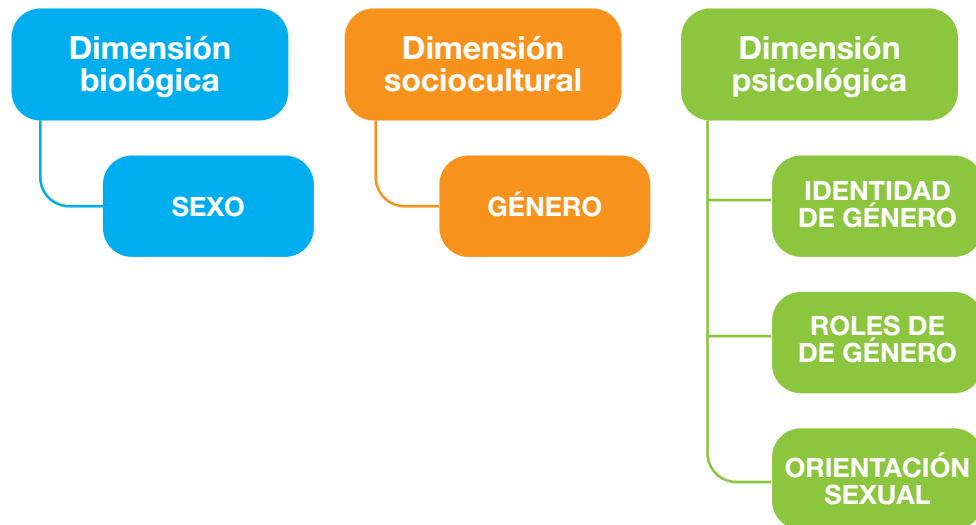 Dimensión
biológica
SEXO
Dimensión
sociocultural
GÉNERO
Dimensión
psicológica
IDENTIDAD
DE GÉNERO
ROLES DE
DE GÉNERO
ORIENTACIÓN
SEXUAL